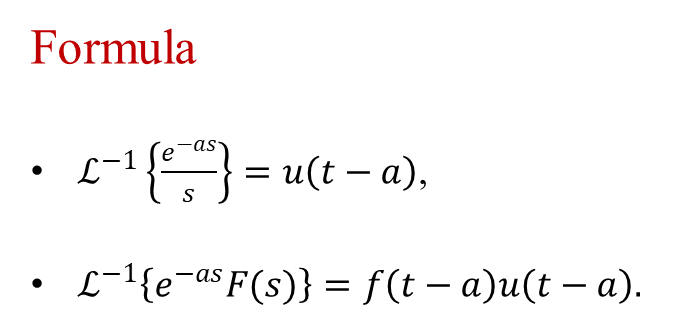 Formula
• ℒ⁻¹{e⁻ᵃˢ/s} = u(t − a),
• ℒ⁻¹{e⁻ᵃˢF(s)} = f(t − a)u(t − a).